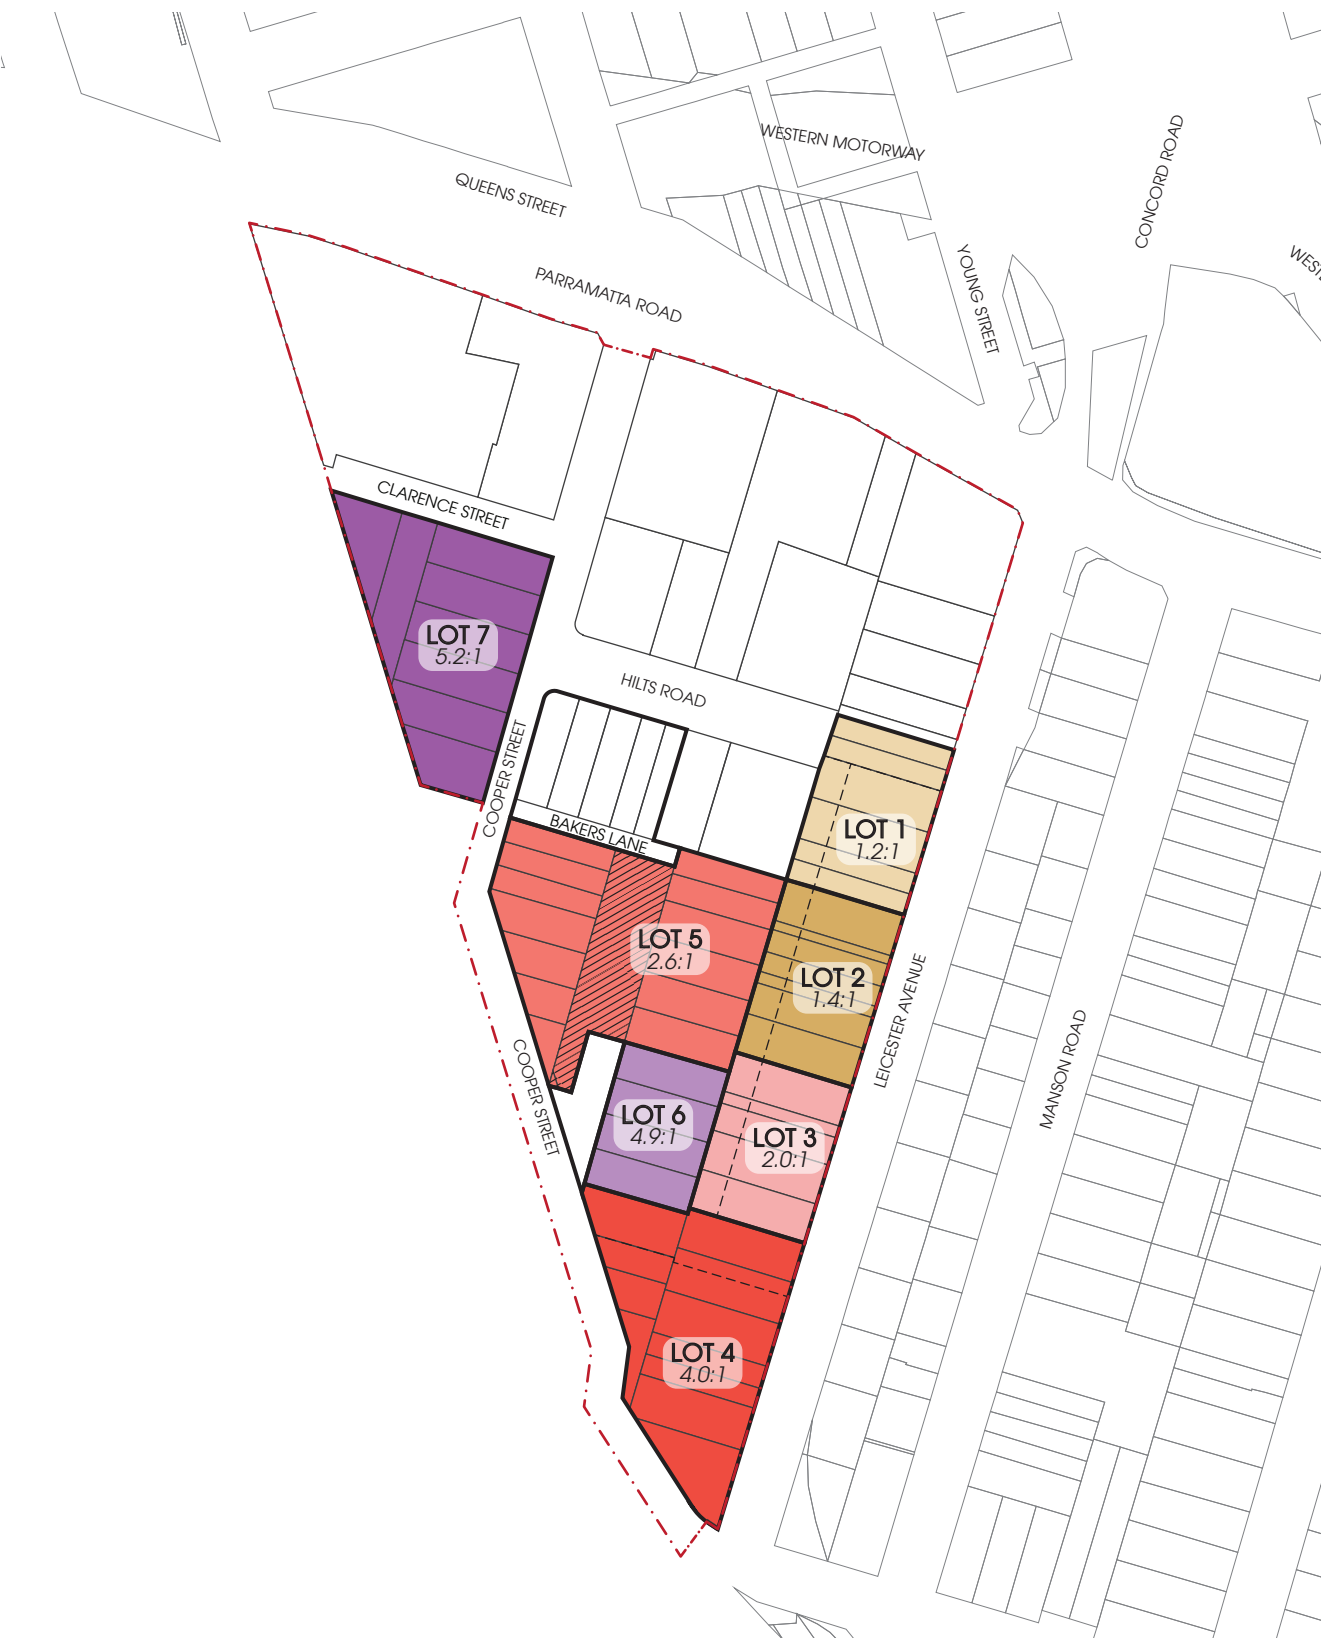 WESTERN MOTORWAY
CONCORD ROAD
QUEENS STREET
YOUNG STREET
PARRAMATTA ROAD
CLARENCE STREET
LOT 7
5.2:1
HILTS ROAD
COOPER STREET
BAKERS LANE
LOT 1
1.2:1
LOT 5
2.6:1
LOT 2
1.4:1
LEICESTER AVENUE
MANSON ROAD
COOPER STREET
LOT 6
4.9:1
LOT 3
2.0:1
LOT 4
4.0:1